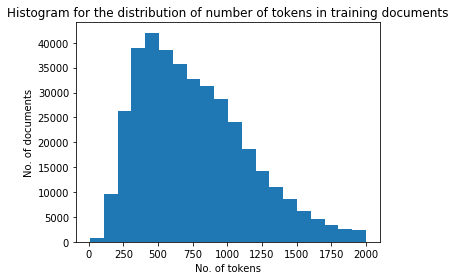 Histogram for the distribution of number of tokens in training documents
40000
35000
30000
25000
20000
15000
10000
5000
0
No. of documents
0 250 500 750 1000 1250 1500 1750 2000
No. of tokens